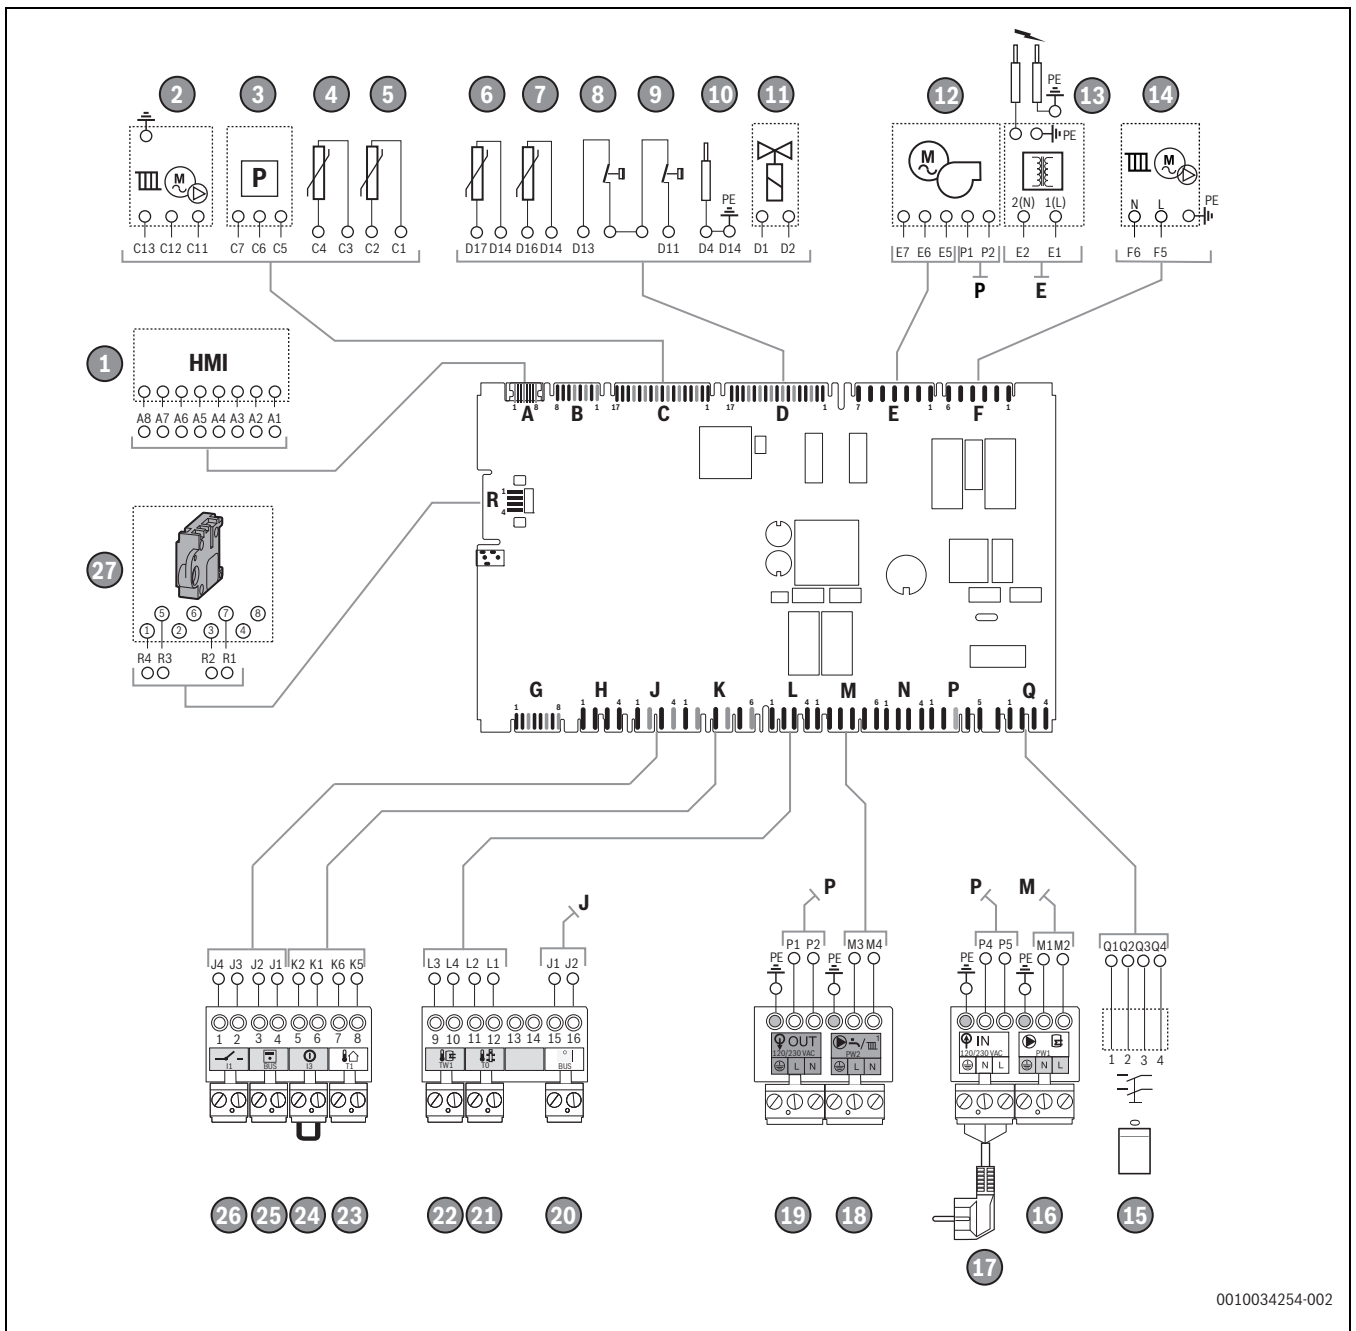 2 3 4 5 6 7 8 9 10 11 12 13 14
PE
PE
M P M M
2(N) 1(L) N L PE
PE
C13 C12 C11 C7 C6 C5 C4 C3 C2 C1 D17 D14 D16 D14 D13 D11 D4 D14 D1 D2 E7 E6 E5 P1 P2 E2 E1 F6 F5
P E
1
HMI
A8 A7 A6 A5 A4 A3 A2 A1
1 8 8 1 17 1 17 1 7 1 6 1
A B C D E F
R
1
4
27
5 6 7 8
1 2 3 4
R4 R3 R2 R1
G H J K L M N P Q
1 8 1 4 1 4 1 6 1 4 1 6 1 4 1 5 1 4
J P P M
J4 J3 J2 J1 K2 K1 K6 K5
L3 L4 L2 L1 J1 J2
PE P1 P2 PE M3 M4
PE P4 P5 PE M1 M2
Q1 Q2 Q3 Q4
1 2 3 4 5 6 7 8
I1 BUS I3 T1
9 10 11 12 13 14 15 16
TW1 T0 BUS
OUT
120/230 VAC
L N
1
PW2
L N
IN
120/230 VAC
N L
PW1
N L
1 2 3 4
26 25 24 23 22 21 20 19 18 16 15
17
0010034254-002